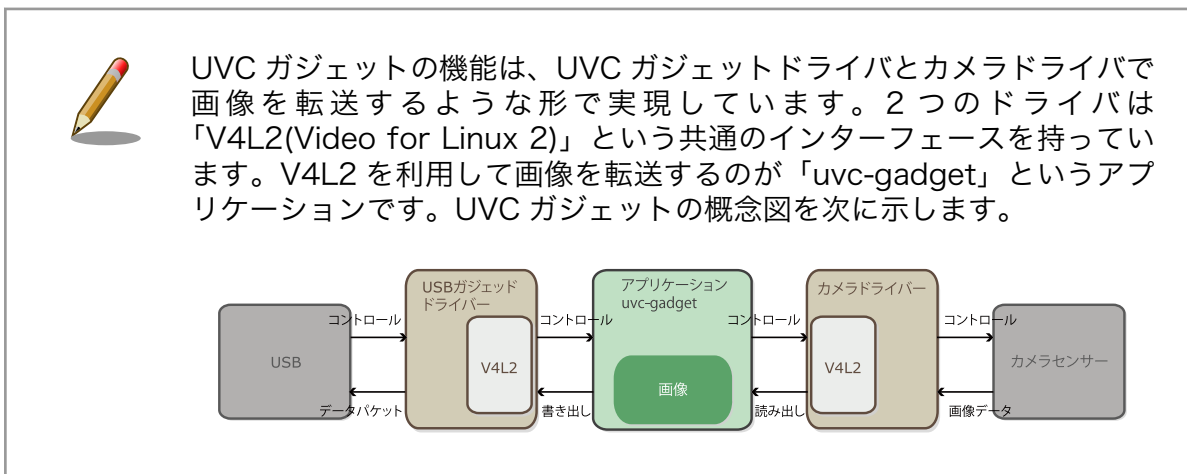 UVC ガジェットの機能は、UVC ガジェットドライバとカメラドライバで
画像を転送するような形で実現しています。2 つのドライバは
「V4L2(Video for Linux 2)」という共通のインターフェースを持ってい
ます。V4L2 を利用して画像を転送するのが「uvc-gadget」というアプ
リケーションです。UVC ガジェットの概念図を次に示します。
USB
コントロール
データパケット
USBガジェッド
ドライバー
V4L2
コントロール
書き出し
アプリケーション
uvc-gadget
画像
コントロール
読み出し
カメラドライバー
V4L2
コントロール
画像データ
カメラセンサー